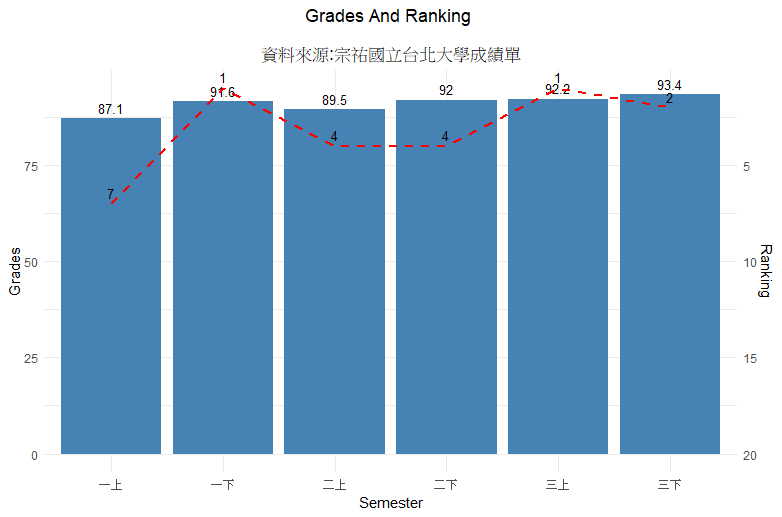 Grades And Ranking
資料來源:宗祐國立台北大學成績單
87.1
91.6
89.5
92
92.2
93.4
7
1
4
4
1
2
Grades
75
50
25
0
Ranking
5
10
15
20
一上
一下
二上
二下
三上
三下
Semester